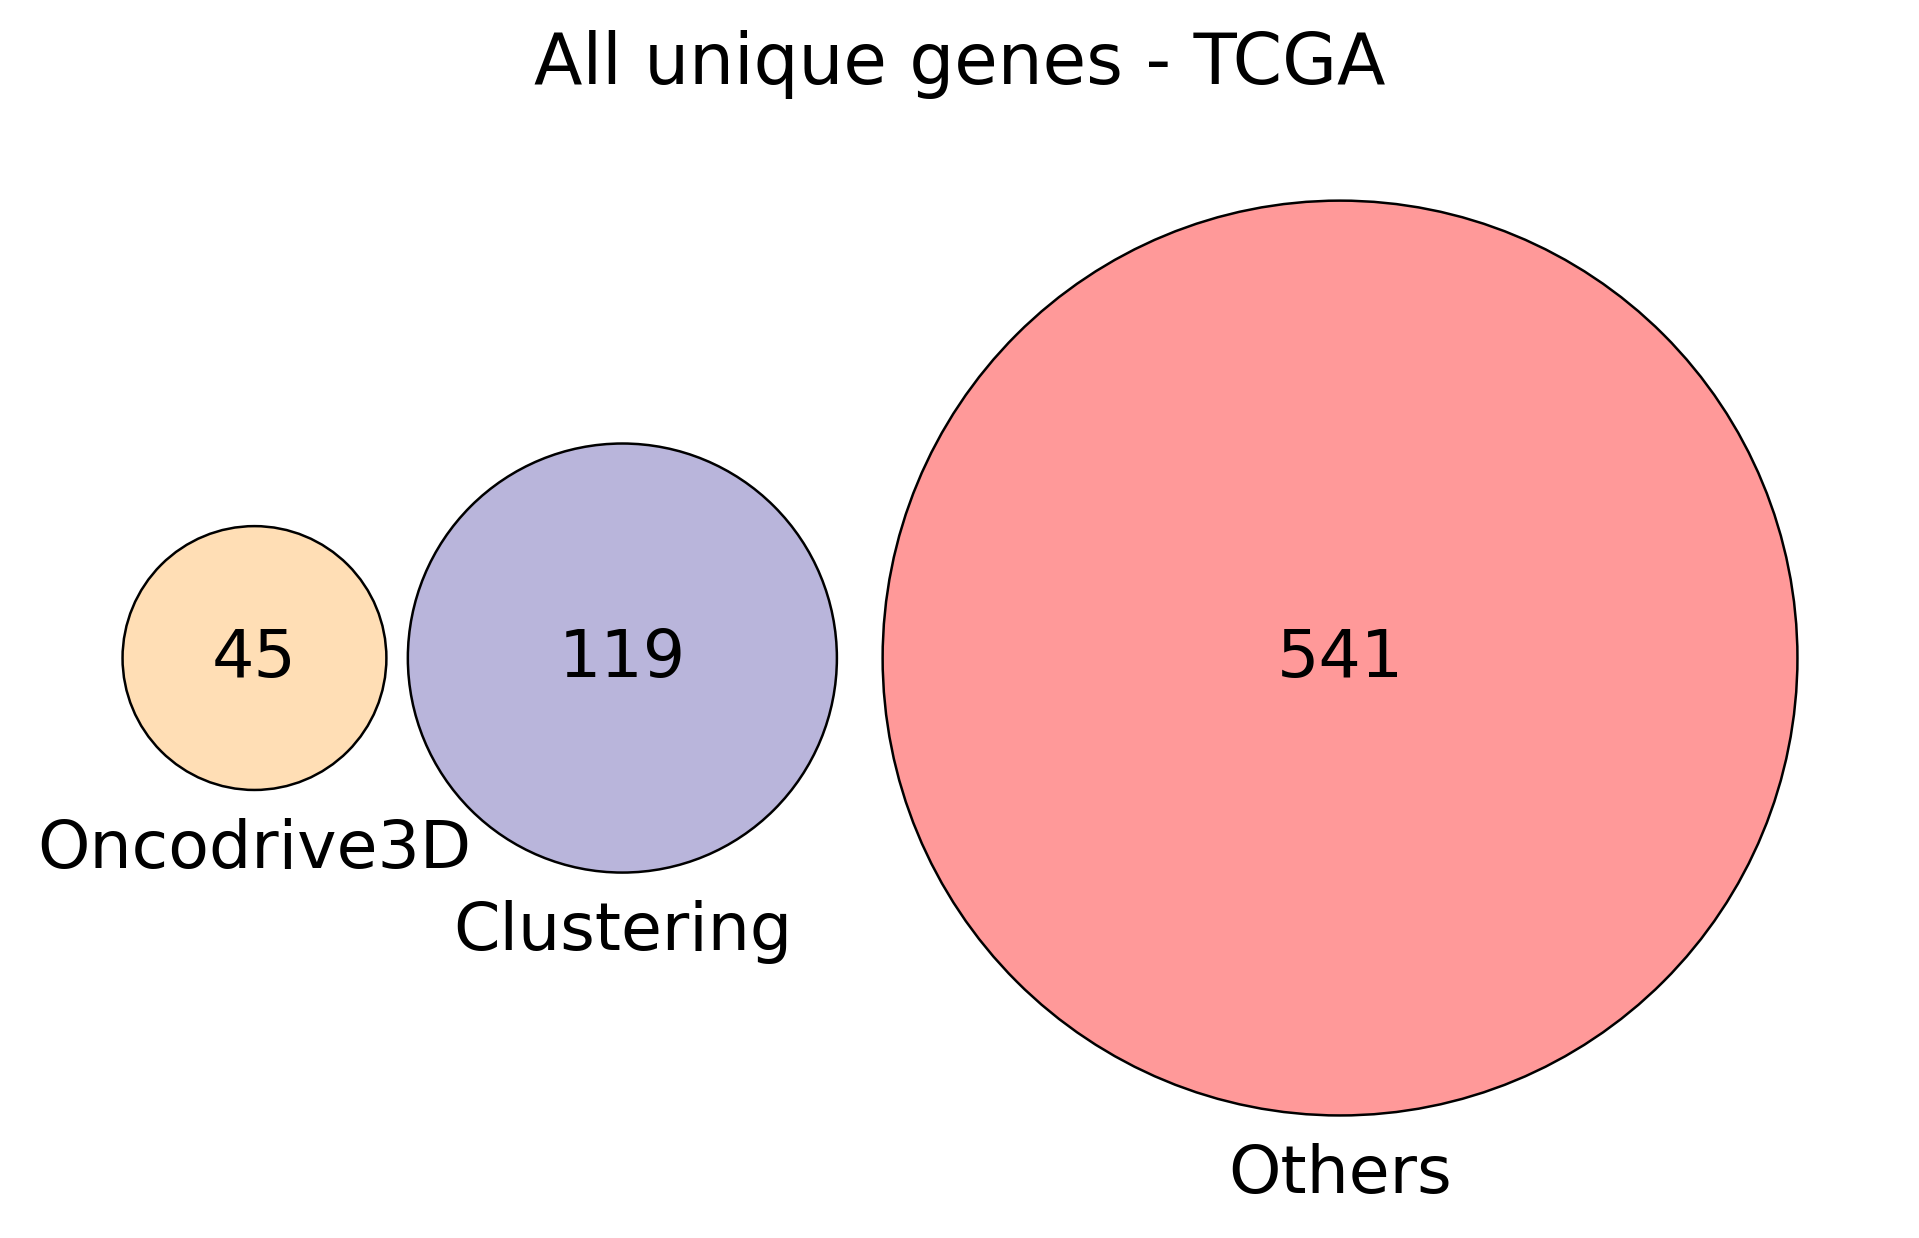 All unique genes - TCGA
45
119
541
Oncodrive3D
Clustering
Others